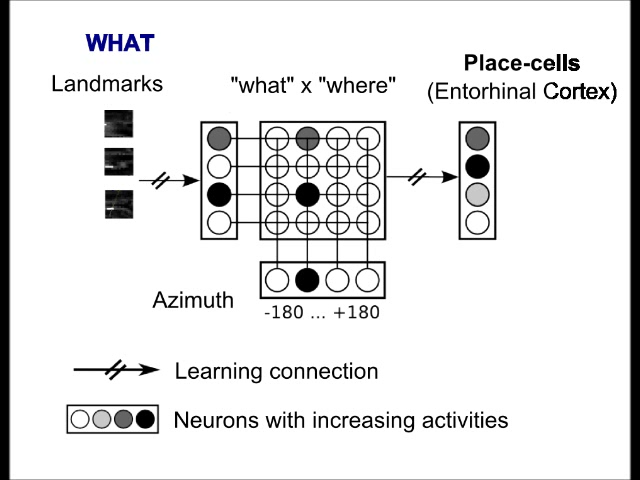 WHAT
Landmarks
"what" x "where"
Place-cells
(Entorhinal Cortex)
Azimuth
-180 ... +180
Learning connection
Neurons with increasing activities